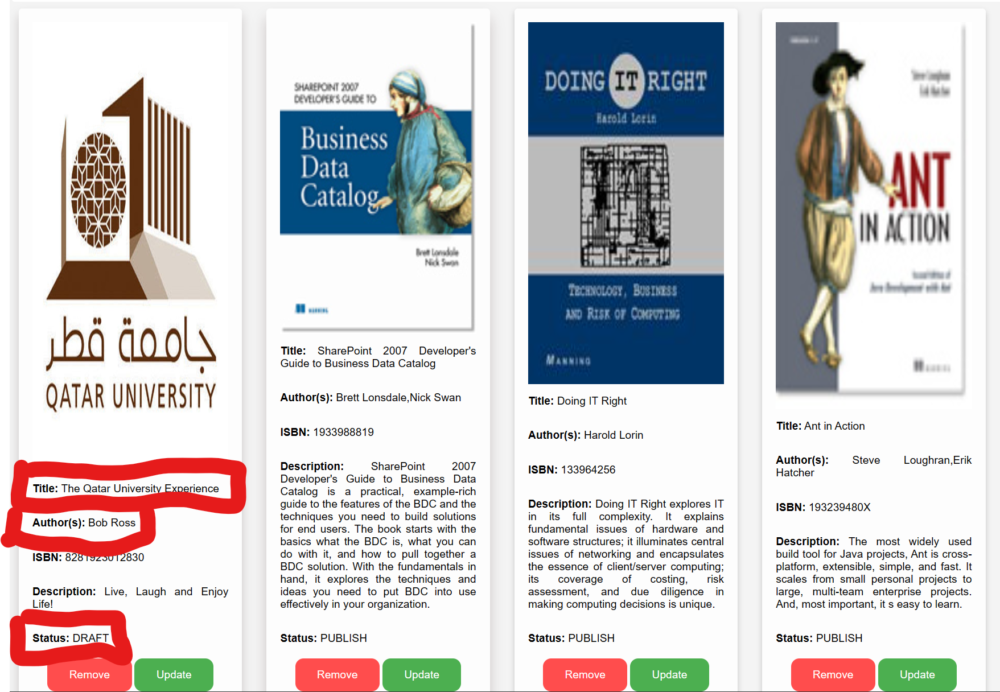 جامعة قطر
QATAR UNIVERSITY
Title: The Qatar University Experience
Author(s): Bob Ross
ISBN: 8281923012830
Description: Live, Laugh and Enjoy
Life!
Status: DRAFT
Remove
Update
SHAREPOINT 2007
DEVELOPER'S GUIDE TO
Business
Data
Catalog
Brett Lonsdale
Nick Swan
MANNING
Title: SharePoint 2007 Developer's
Guide to Business Data Catalog
Author(s): Brett Lonsdale,Nick Swan
ISBN: 1933988819
Description: SharePoint 2007
Developer's Guide to Business Data
Catalog is a practical, example-rich
guide to the features of the BDC and the
techniques you need to build solutions
for end users. The book starts with the
basics what the BDC is, what you can
do with it, and how to pull together a
BDC solution. With the fundamentals in
hand, it explores the techniques and
ideas you need to put BDC into use
effectively in your organization.
Status: PUBLISH
Remove
Update
DOING IT RIGHT
Harold Lorin
TECHNOLOGY, BUSINESS
AND RISK OF COMPUTING
MANNING
Title: Doing IT Right
Author(s): Harold Lorin
ISBN: 133964256
Description: Doing IT Right explores IT
in its full complexity. It explains
fundamental issues of hardware and
software structures; it illuminates central
issues of networking and encapsulates
the essence of client/server computing;
its coverage of costing, risk
assessment, and due diligence in
making computing decisions is unique.
Status: PUBLISH
Remove
Update
Steve Loughran
Erik Hatcher
ANT
IN ACTION
Second Edition of
Java Development with Ant
MANNING
Title: Ant in Action
Author(s): Steve Loughran,Erik
Hatcher
ISBN: 193239480X
Description: The most widely used
build tool for Java projects, Ant is cross-
platform, extensible, simple, and fast. It
scales from small personal projects to
large, multi-team enterprise projects.
And, most important, it s easy to learn.
Status: PUBLISH
Remove
Update